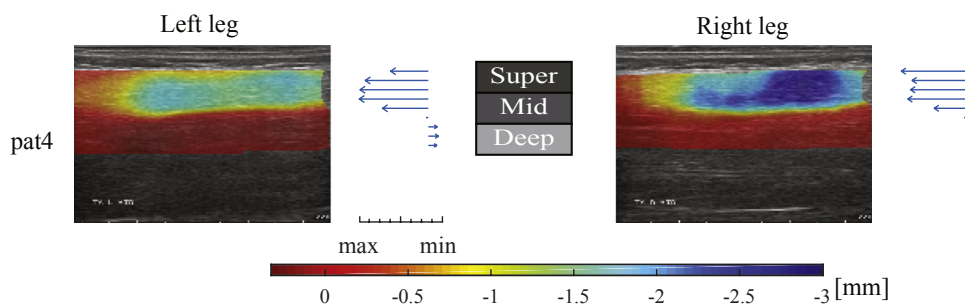 Left leg
Right leg
Super
Mid
Deep
pat4
max min
0 -0.5 -1 -1.5 -2 -2.5 -3 [mm]